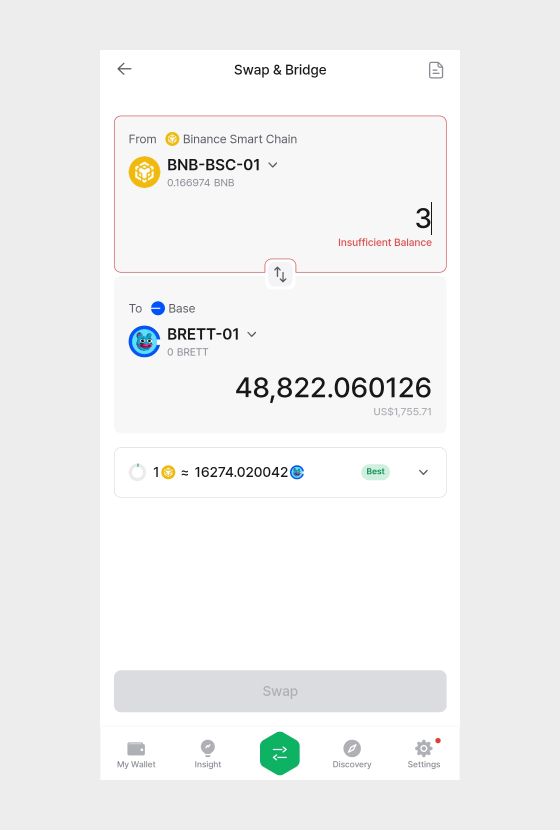 Swap & Bridge
From Binance Smart Chain
BNB-BSC-01
0.166974 BNB
3
Insufficient Balance
To Base
BRETT-01
0 BRETT
48,822.060126
US$1,755.71
1 ≈ 16274.020042 Best
Swap
My Wallet Insight Discovery Settings